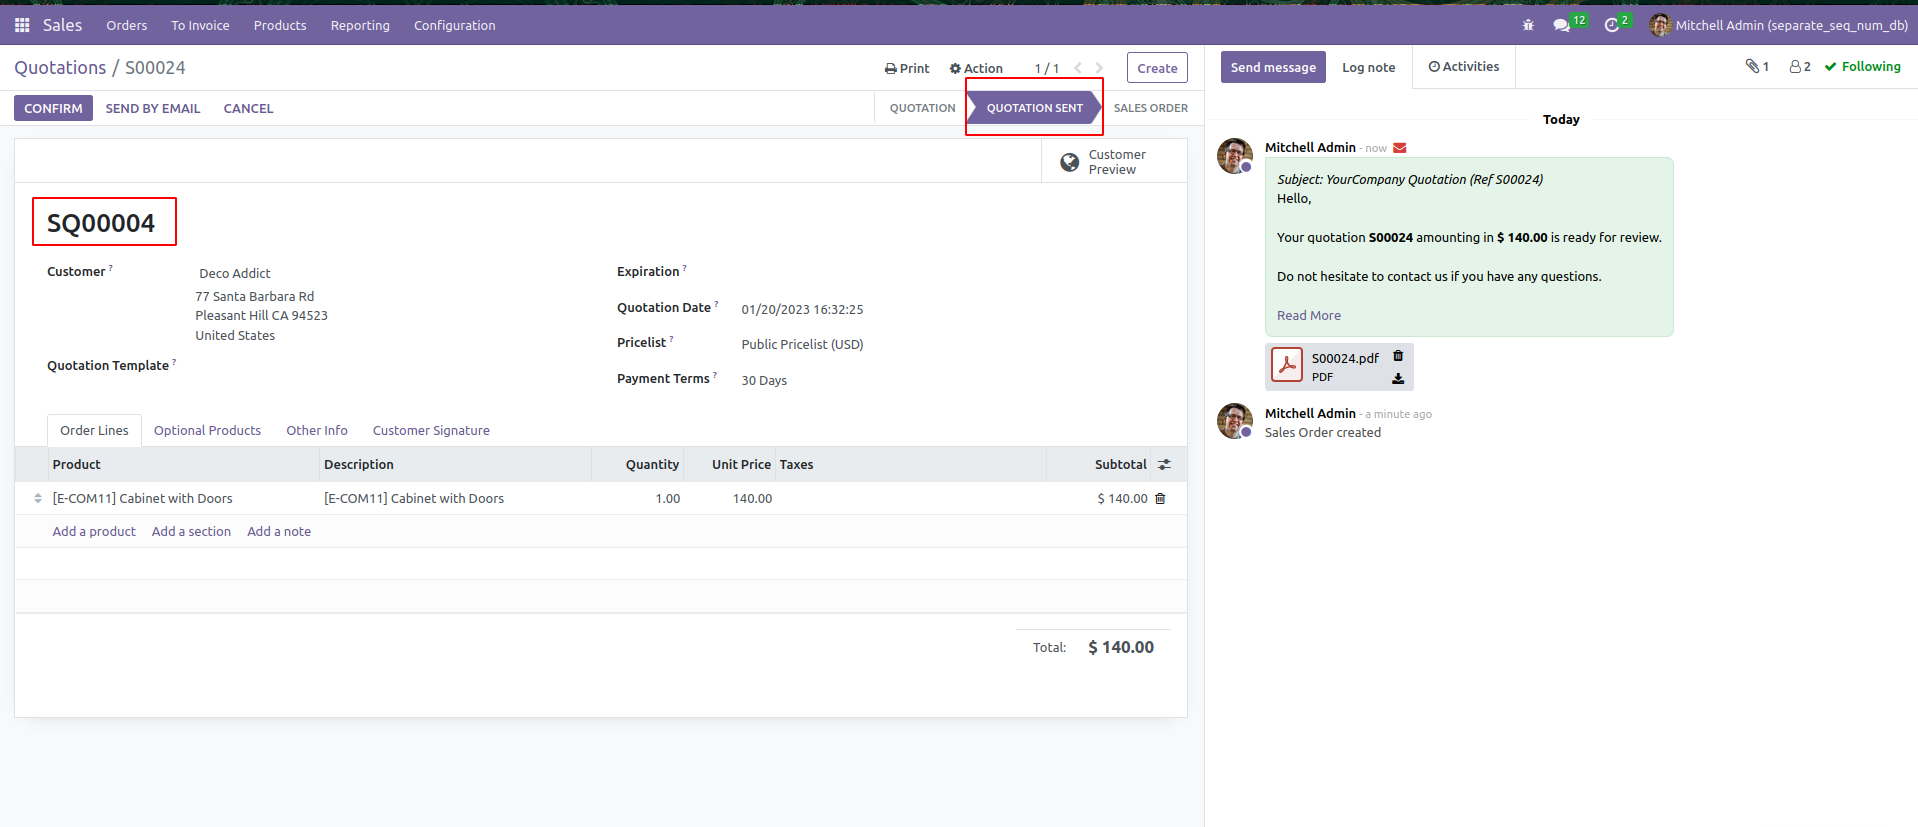 Sales Orders To Invoice Products Reporting Configuration 12 2 Mitchell Admin (separate_seq_num_db)
Quotations / S00024
Print Action 1 / 1 Create
CONFIRM SEND BY EMAIL CANCEL QUOTATION QUOTATION SENT SALES ORDER
Customer
Preview
SQ00004
Customer ? Deco Addict
77 Santa Barbara Rd
Pleasant Hill CA 94523
United States
Quotation Template ?
Expiration ?
Quotation Date ? 01/20/2023 16:32:25
Pricelist ? Public Pricelist (USD)
Payment Terms ? 30 Days
Order Lines Optional Products Other Info Customer Signature
Product Description Quantity Unit Price Taxes Subtotal
[E-COM11] Cabinet with Doors [E-COM11] Cabinet with Doors 1.00 140.00 $ 140.00
Add a product Add a section Add a note
Total: $ 140.00
Send message Log note Activities 1 2 Following
Today
Mitchell Admin - now
Subject: YourCompany Quotation (Ref S00024)
Hello,
Your quotation S00024 amounting in $ 140.00 is ready for review.
Do not hesitate to contact us if you have any questions.
Read More
S00024.pdf
PDF
Mitchell Admin - a minute ago
Sales Order created